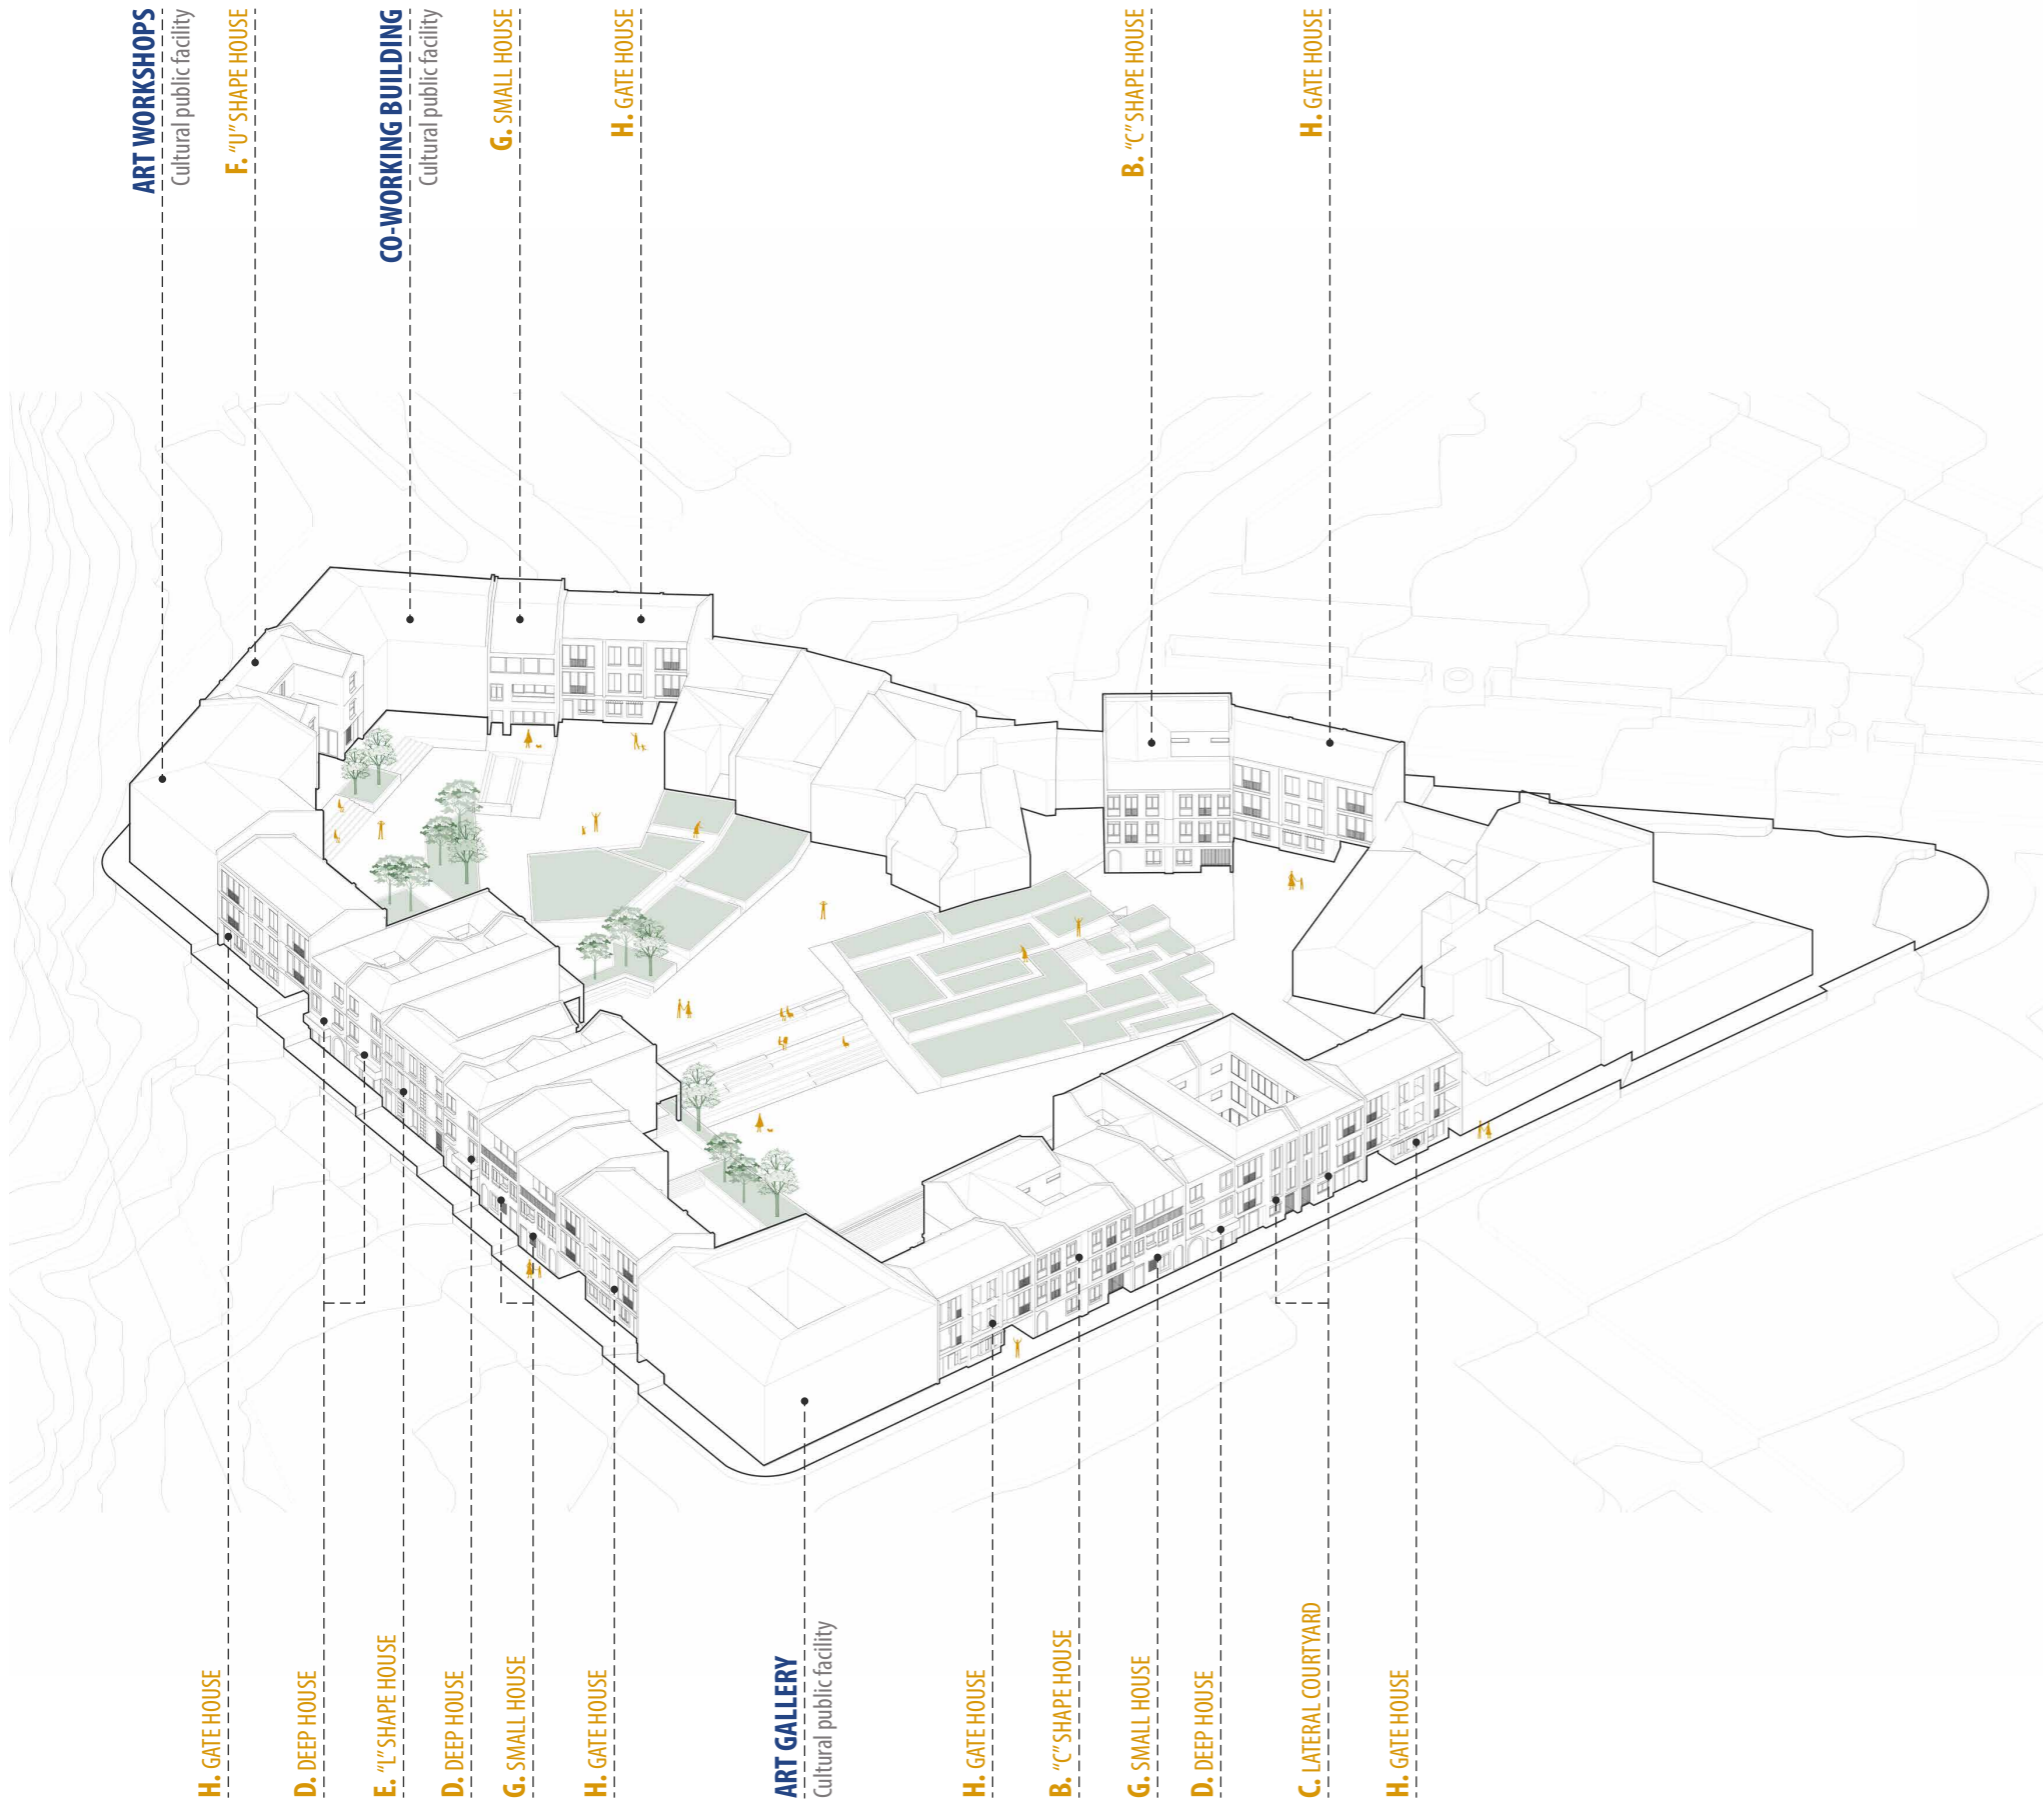 ART WORKSHOPS
Cultural public facility
F. "U" SHAPE HOUSE
CO-WORKING BUILDING
Cultural public facility
G. SMALL HOUSE
H. GATE HOUSE
B. "C" SHAPE HOUSE
H. GATE HOUSE
H. GATE HOUSE
D. DEEP HOUSE
E. "L" SHAPE HOUSE
D. DEEP HOUSE
G. SMALL HOUSE
H. GATE HOUSE
ART GALLERY
Cultural public facility
H. GATE HOUSE
B. "C" SHAPE HOUSE
G. SMALL HOUSE
D. DEEP HOUSE
C. LATERAL COURTYARD
H. GATE HOUSE